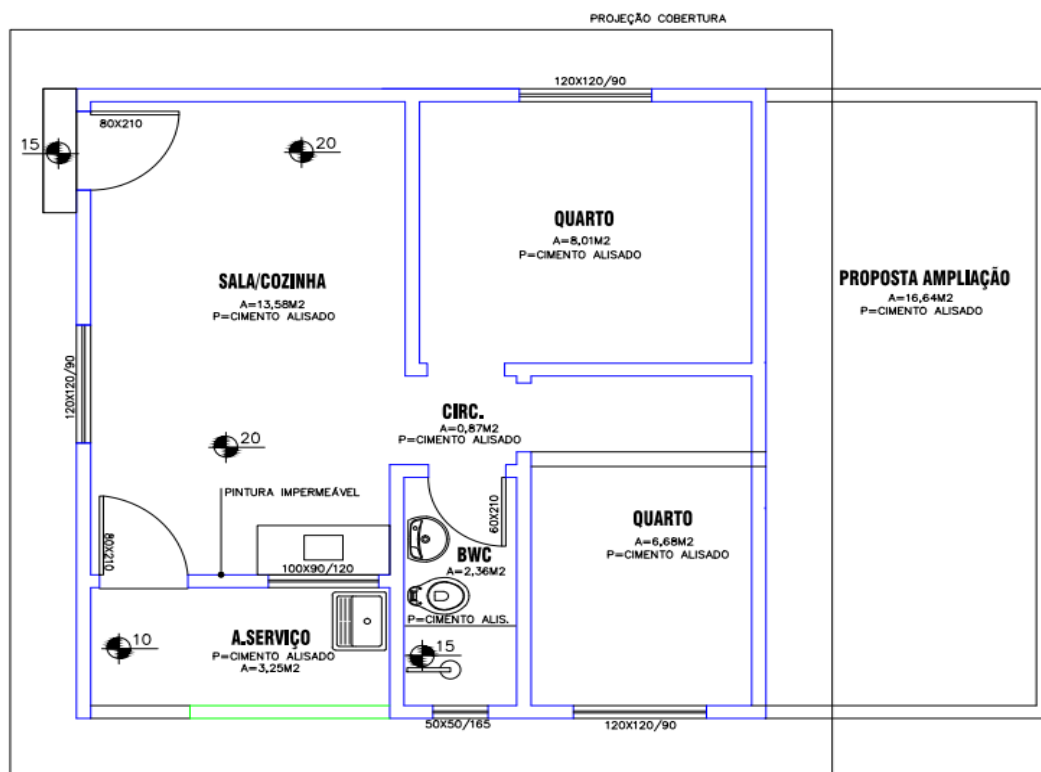 PROJEÇÃO COBERTURA
120X120/90
80X210
15
20
QUARTO
A=8,01M2
P=CIMENTO ALISADO
SALA/COZINHA
A=13,58M2
P=CIMENTO ALISADO
PROPOSTA AMPLIAÇÃO
A=16,64M2
P=CIMENTO ALISADO
120X120/90
CIRC.
A=0,87M2
P=CIMENTO ALISADO
20
PINTURA IMPERMEÁVEL
80X210
60X210
QUARTO
A=6,68M2
P=CIMENTO ALISADO
BWC
A=2,36M2
P=CIMENTO ALIS.
100X90/120
10
A.SERVIÇO
P=CIMENTO ALISADO
A=3,25M2
15
50X50/165
120X120/90